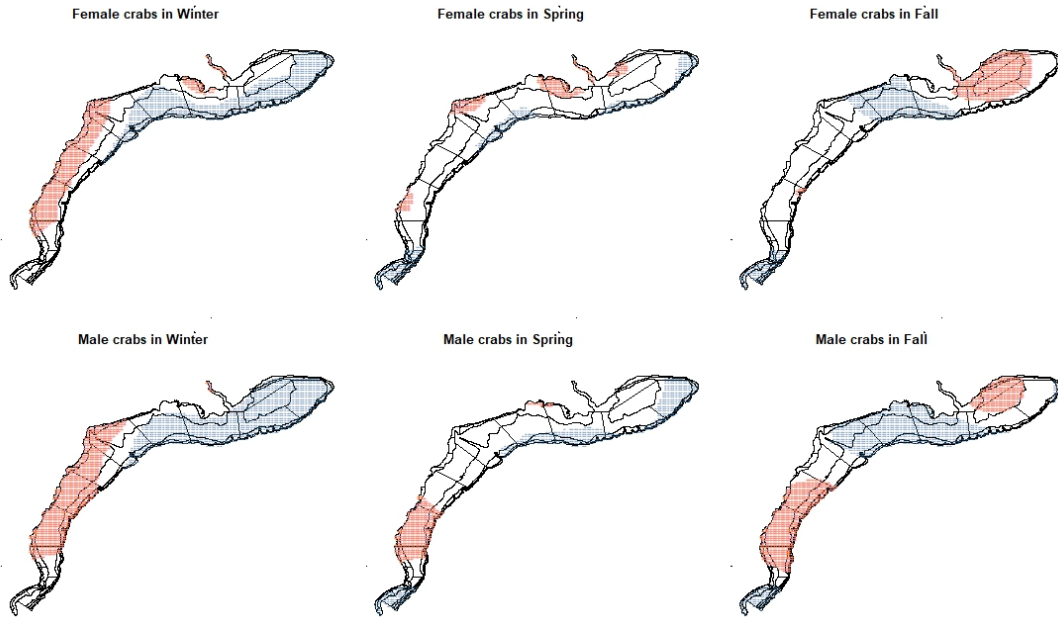 Female crabs in Winter
Female crabs in Spring
Female crabs in Fall
Male crabs in Winter
Male crabs in Spring
Male crabs in Fall